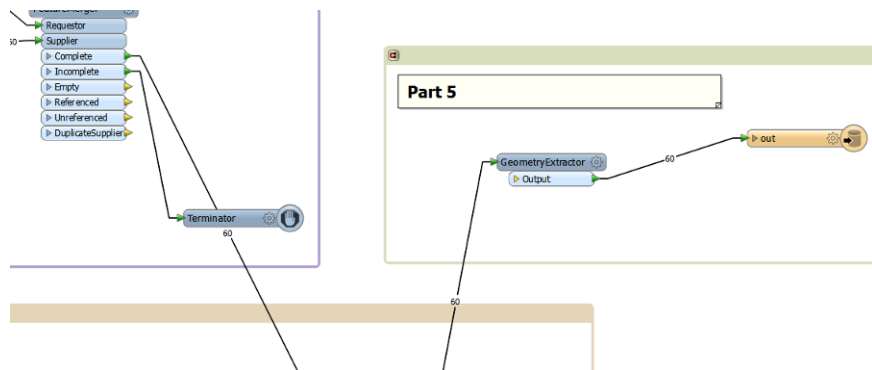 FeatureMerger
Requestor
60
Supplier
Complete
Incomplete
Empty
Referenced
Unreferenced
DuplicateSupplier
Terminator
60
Part 5
GeometryExtractor
Output
60
out
60